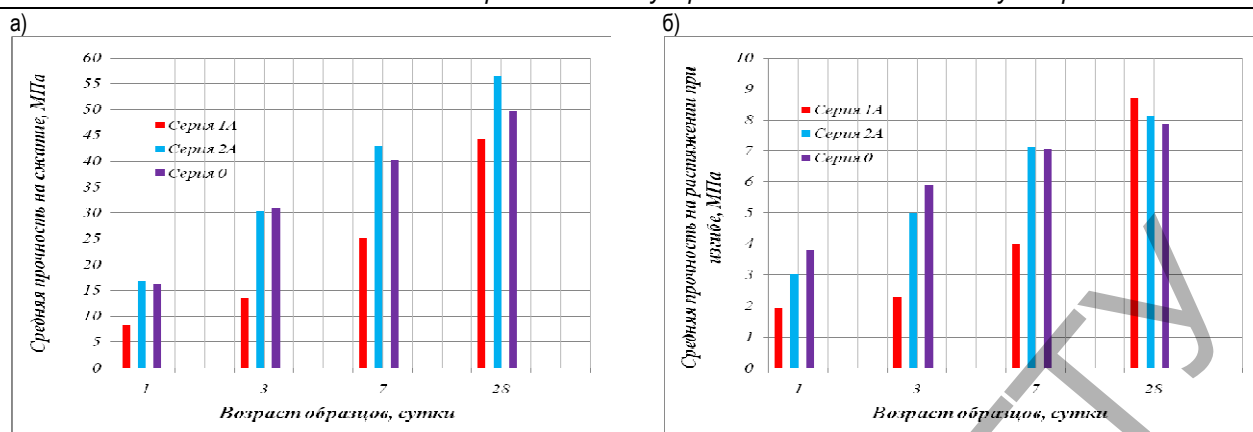 а)
60
55
50
45
40
35
30
25
20
15
10
5
0
Средняя прочность на сжатие, МПа
Серия 1А
Серия 2А
Серия 0
1
3
7
28
Возраст образцов, сутки
б)
10
9
8
7
6
5
4
3
2
1
0
Средняя прочность на растяжении при
изгибе, МПа
Серия 1А
Серия 2А
Серия 0
1
3
7
28
Возраст образцов, сутки
ТУ